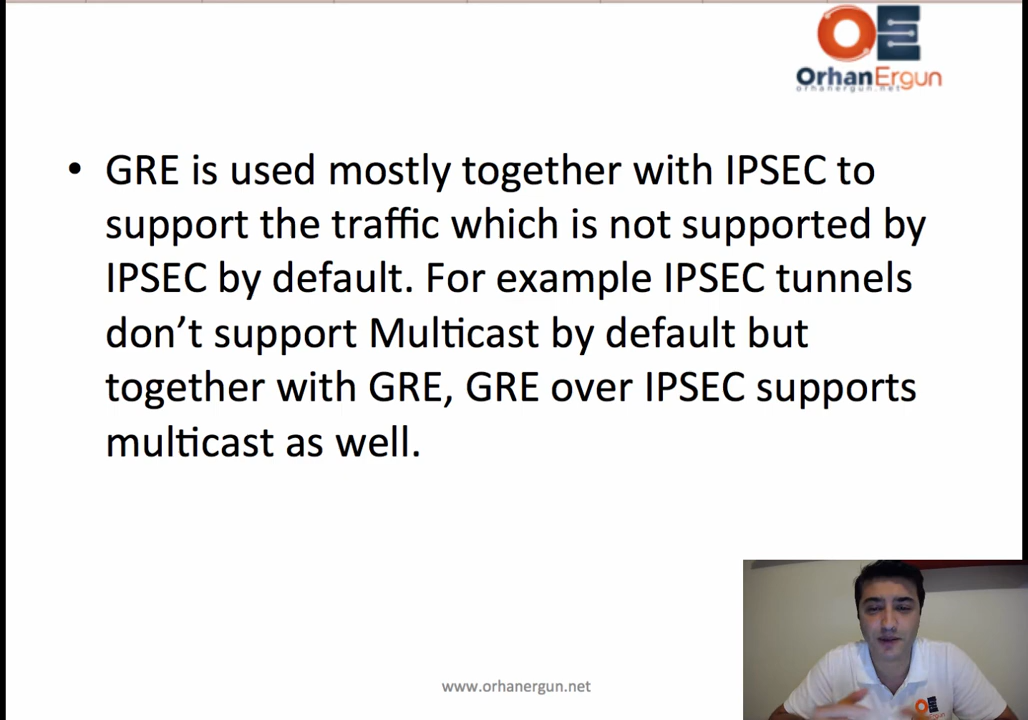 OE
OrhanErgun
orhanergun.net
• GRE is used mostly together with IPSEC to
support the traffic which is not supported by
IPSEC by default. For example IPSEC tunnels
don’t support Multicast by default but
together with GRE, GRE over IPSEC supports
multicast as well.
www.orhanergun.net
OE